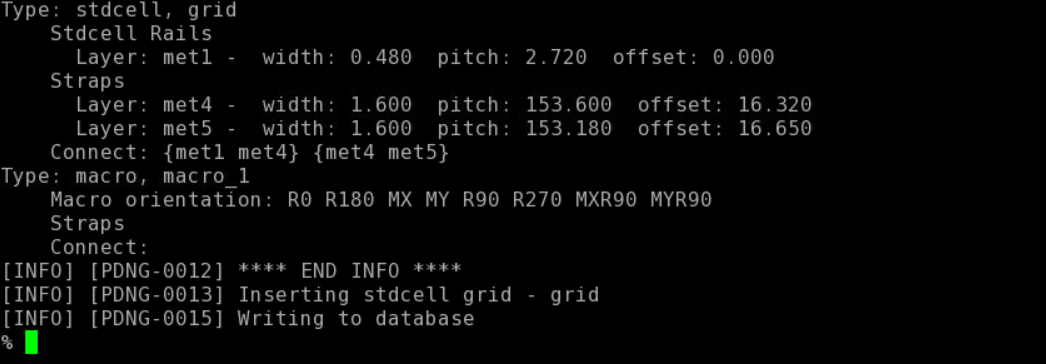 Type: stdcell, grid
    Stdcell Rails
      Layer: met1 -  width: 0.480  pitch: 2.720  offset: 0.000
    Straps
      Layer: met4 -  width: 1.600  pitch: 153.600  offset: 16.320
      Layer: met5 -  width: 1.600  pitch: 153.180  offset: 16.650
    Connect: {met1 met4} {met4 met5}
Type: macro, macro_1
    Macro orientation: R0 R180 MX MY R90 R270 MXR90 MYR90
    Straps
    Connect:
[INFO] [PDNG-0012] **** END INFO ****
[INFO] [PDNG-0013] Inserting stdcell grid - grid
[INFO] [PDNG-0015] Writing to database
%